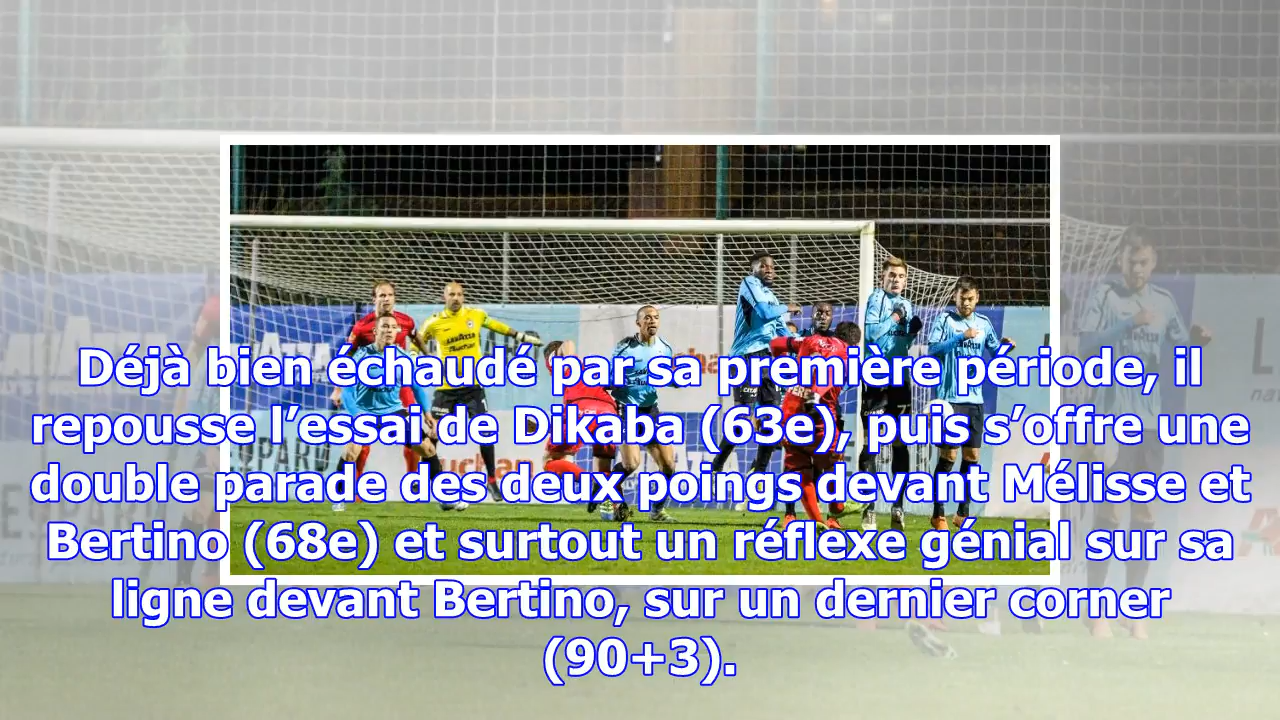 Déjà bien échaudé par sa première période, il
repousse l’essai de Dikaba (63e), puis s’offre une
double parade des deux poings devant Mélisse et
Bertino (68e) et surtout un réflexe génial sur sa
ligne devant Bertino, sur un dernier corner
(90+3).